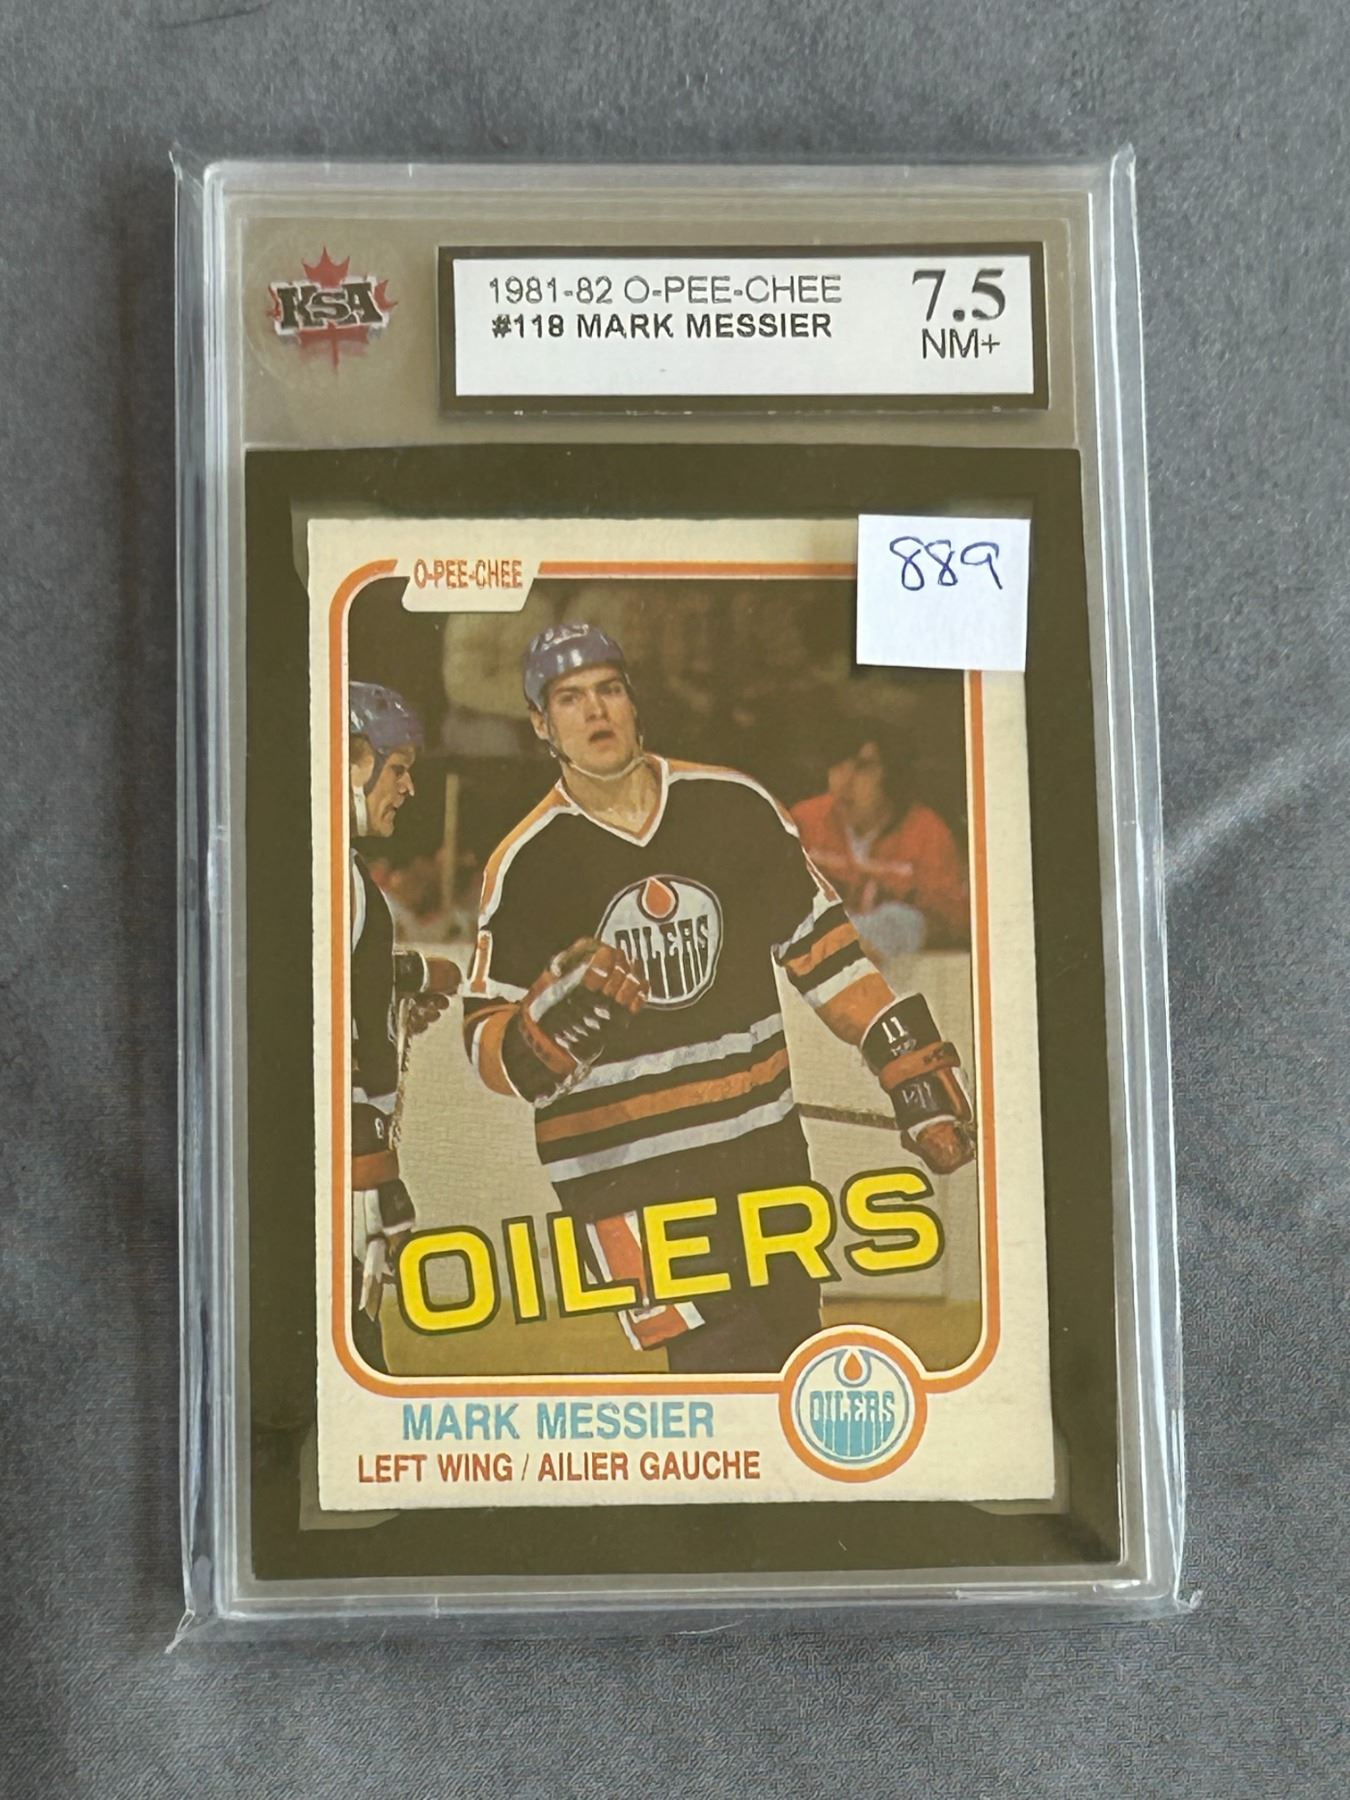 KSA
1981-82 O-PEE-CHEE
#118 MARK MESSIER
7.5
NM+
889
O-PEE-CHEE
OILERS
11
OILERS
MARK MESSIER
LEFT WING / AILIER GAUCHE
OILERS